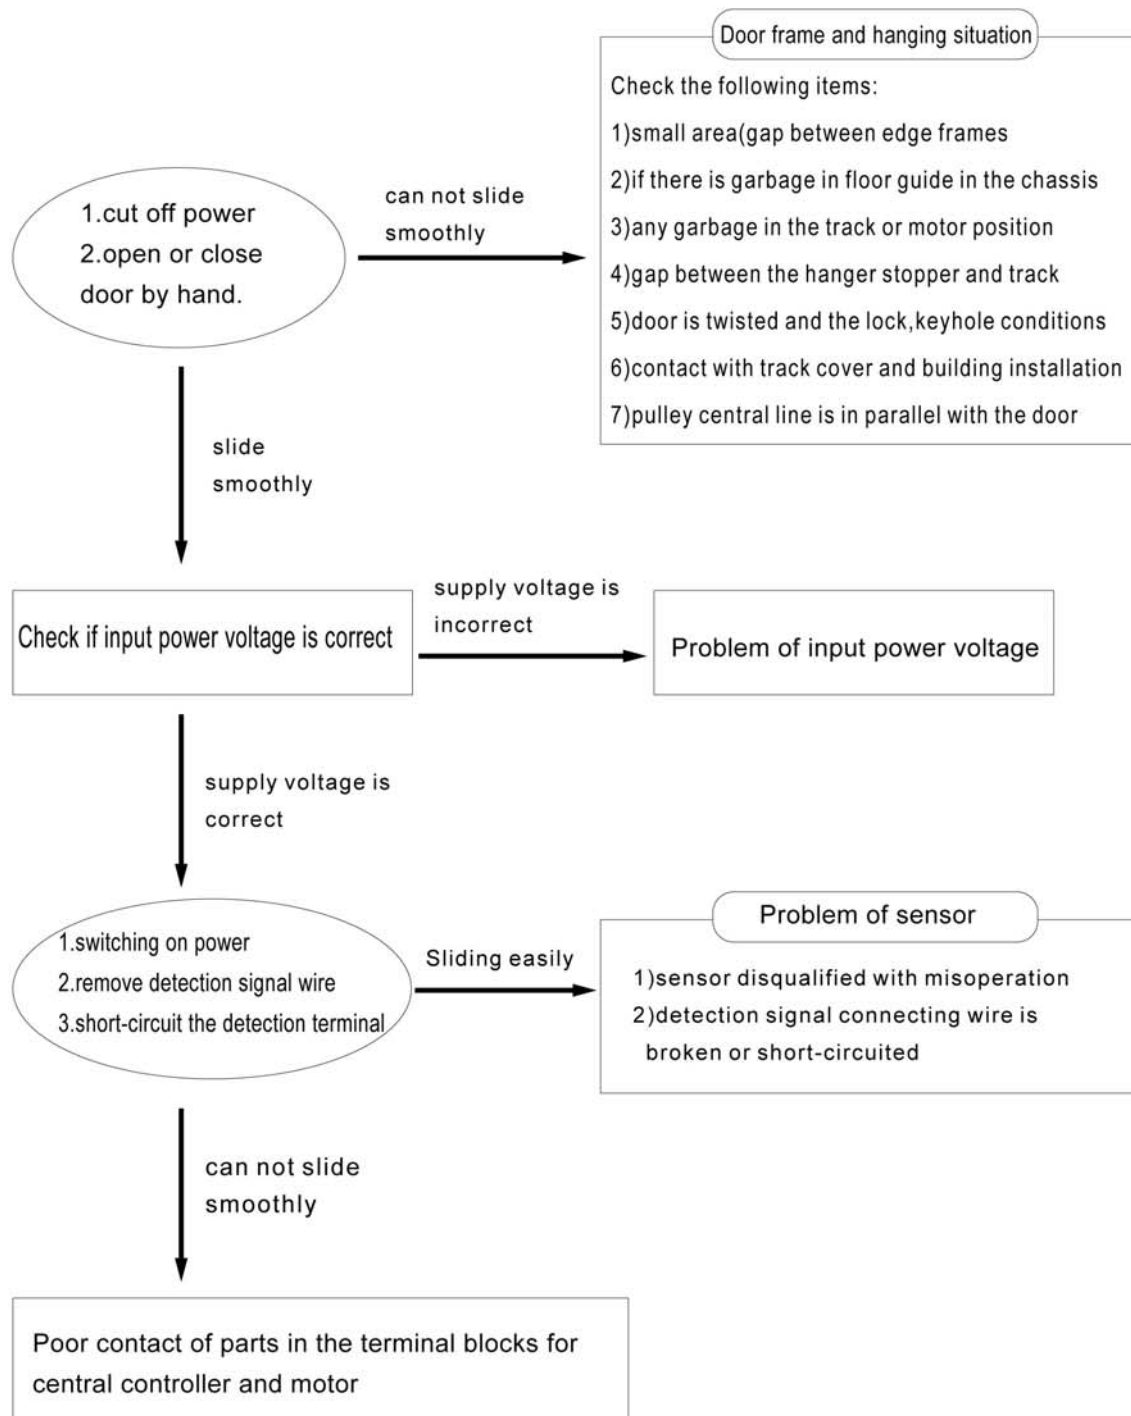 Door frame and hanging situation
Check the following items:
1)small area(gap between edge frames
2)if there is garbage in floor guide in the chassis
3)any garbage in the track or motor position
4)gap between the hanger stopper and track
5)door is twisted and the lock,keyhole conditions
6)contact with track cover and building installation
7)pulley central line is in parallel with the door
1.cut off power
2.open or close
door by hand.
can not slide
smoothly
slide
smoothly
Check if input power voltage is correct
supply voltage is
incorrect
Problem of input power voltage
supply voltage is
correct
1.switching on power
2.remove detection signal wire
3.short-circuit the detection terminal
Sliding easily
Problem of sensor
1)sensor disqualified with misoperation
2)detection signal connecting wire is
broken or short-circuited
can not slide
smoothly
Poor contact of parts in the terminal blocks for
central controller and motor